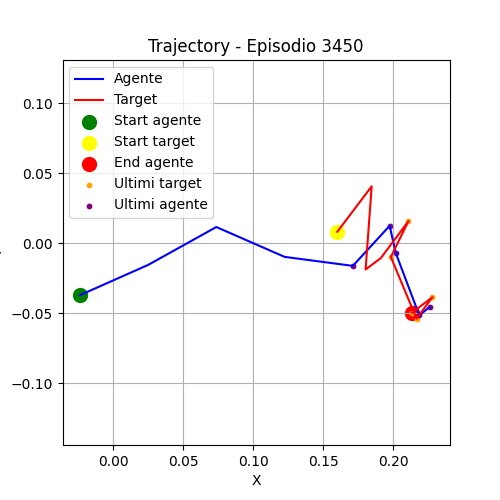 Trajectory - Episodio 3450
Agente
Target
Start agente
Start target
End agente
Ultimi target
Ultimi agente
0.10
0.05
0.00
−0.05
−0.10
0.00
0.05
0.10
0.15
0.20
X